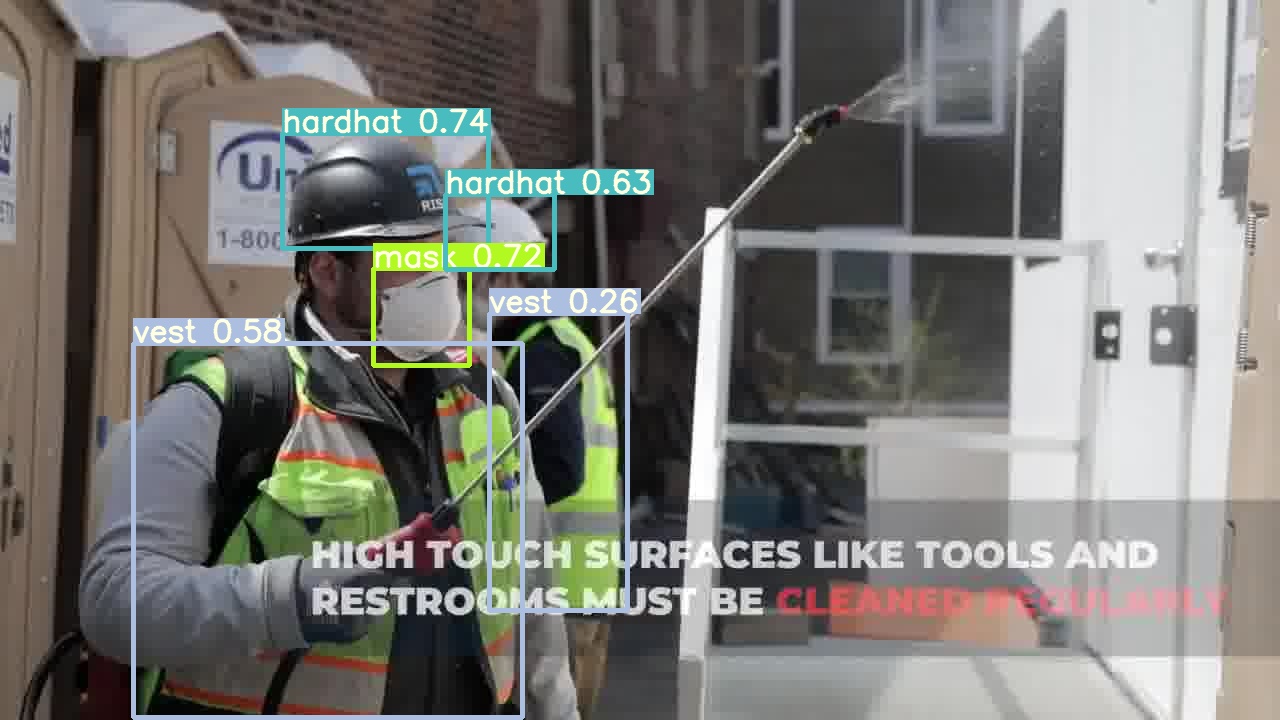 hardhat 0.74
hardhat 0.63
mask 0.72
vest 0.26
vest 0.58
Un
1-800
RIS
HIGH TOUCH SURFACES LIKE TOOLS AND
RESTROOMS MUST BE CLEANED REGULARLY